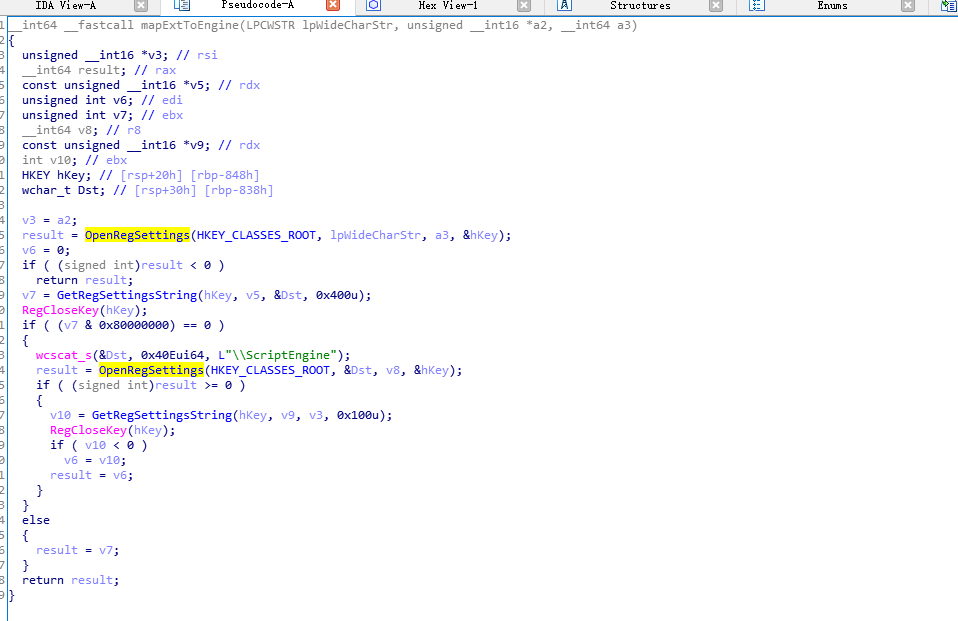 IDA View-A Pseudocode-A Hex View-1 A Structures Enums
1 __int64 __fastcall mapExtToEngine(LPCWSTR lpWideCharStr, unsigned __int16 *a2, __int64 a3)
2 {
3 unsigned __int16 *v3; // rsi
4 __int64 result; // rax
5 const unsigned __int16 *v5; // rdx
6 unsigned int v6; // edi
7 unsigned int v7; // ebx
8 __int64 v8; // r8
9 const unsigned __int16 *v9; // rdx
0 int v10; // ebx
1 HKEY hKey; // [rsp+20h] [rbp-848h]
2 wchar_t Dst; // [rsp+30h] [rbp-838h]
3
4 v3 = a2;
5 result = OpenRegSettings(HKEY_CLASSES_ROOT, lpWideCharStr, a3, &hKey);
6 v6 = 0;
7 if ( (signed int)result < 0 )
8 return result;
9 v7 = GetRegSettingsString(hKey, v5, &Dst, 0x400u);
0 RegCloseKey(hKey);
1 if ( (v7 & 0x80000000) == 0 )
2 {
3 wcscat_s(&Dst, 0x40Eui64, L"\\ScriptEngine");
4 result = OpenRegSettings(HKEY_CLASSES_ROOT, &Dst, v8, &hKey);
5 if ( (signed int)result >= 0 )
6 {
7 v10 = GetRegSettingsString(hKey, v9, v3, 0x100u);
8 RegCloseKey(hKey);
9 if ( v10 < 0 )
0 v6 = v10;
1 result = v6;
2 }
3 }
4 else
5 {
6 result = v7;
7 }
8 return result;
9 }